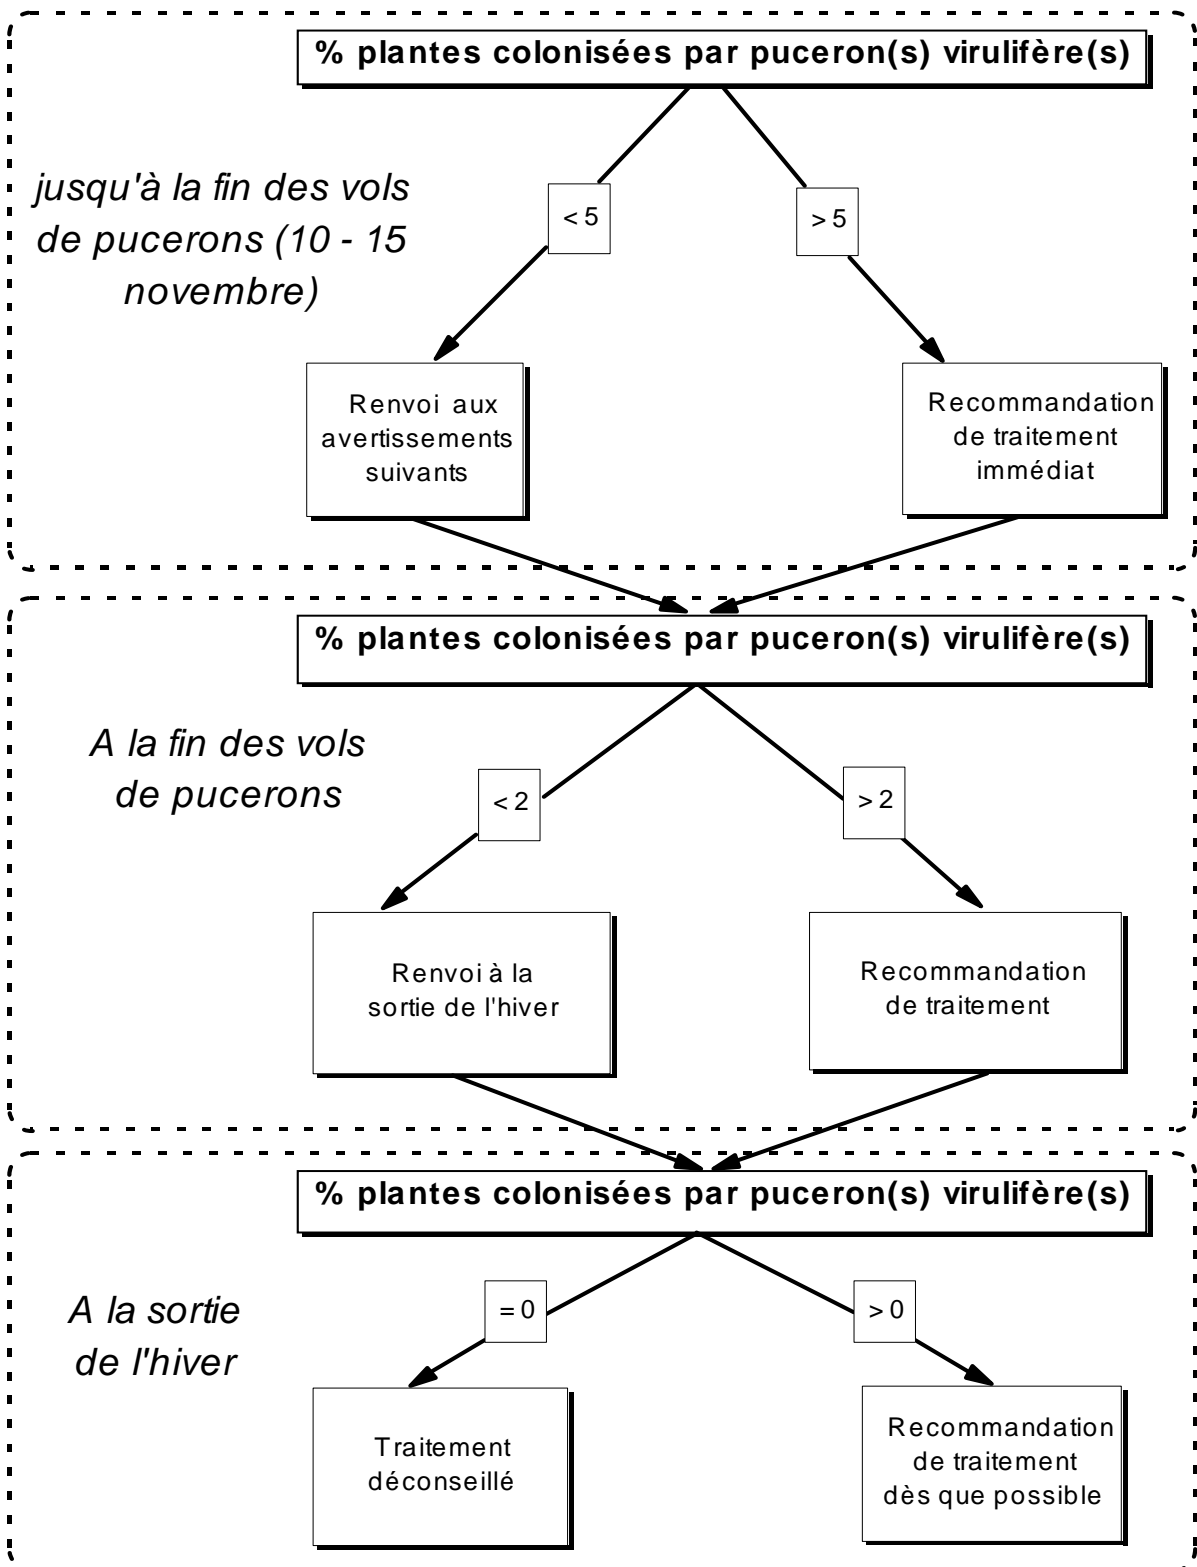 % plantes colonisées par puceron(s) virulifère(s)
jusqu'à la fin des vols
de pucerons (10 - 15
novembre)
< 5
> 5
Renvoi aux
avertissements
suivants
Recommandation
de traitement
immédiat
% plantes colonisées par puceron(s) virulifère(s)
A la fin des vols
de pucerons
< 2
> 2
Renvoi à la
sortie de l'hiver
Recommandation
de traitement
% plantes colonisées par puceron(s) virulifère(s)
A la sortie
de l'hiver
= 0
> 0
Traitement
déconseillé
Recommandation
de traitement
dès que possible